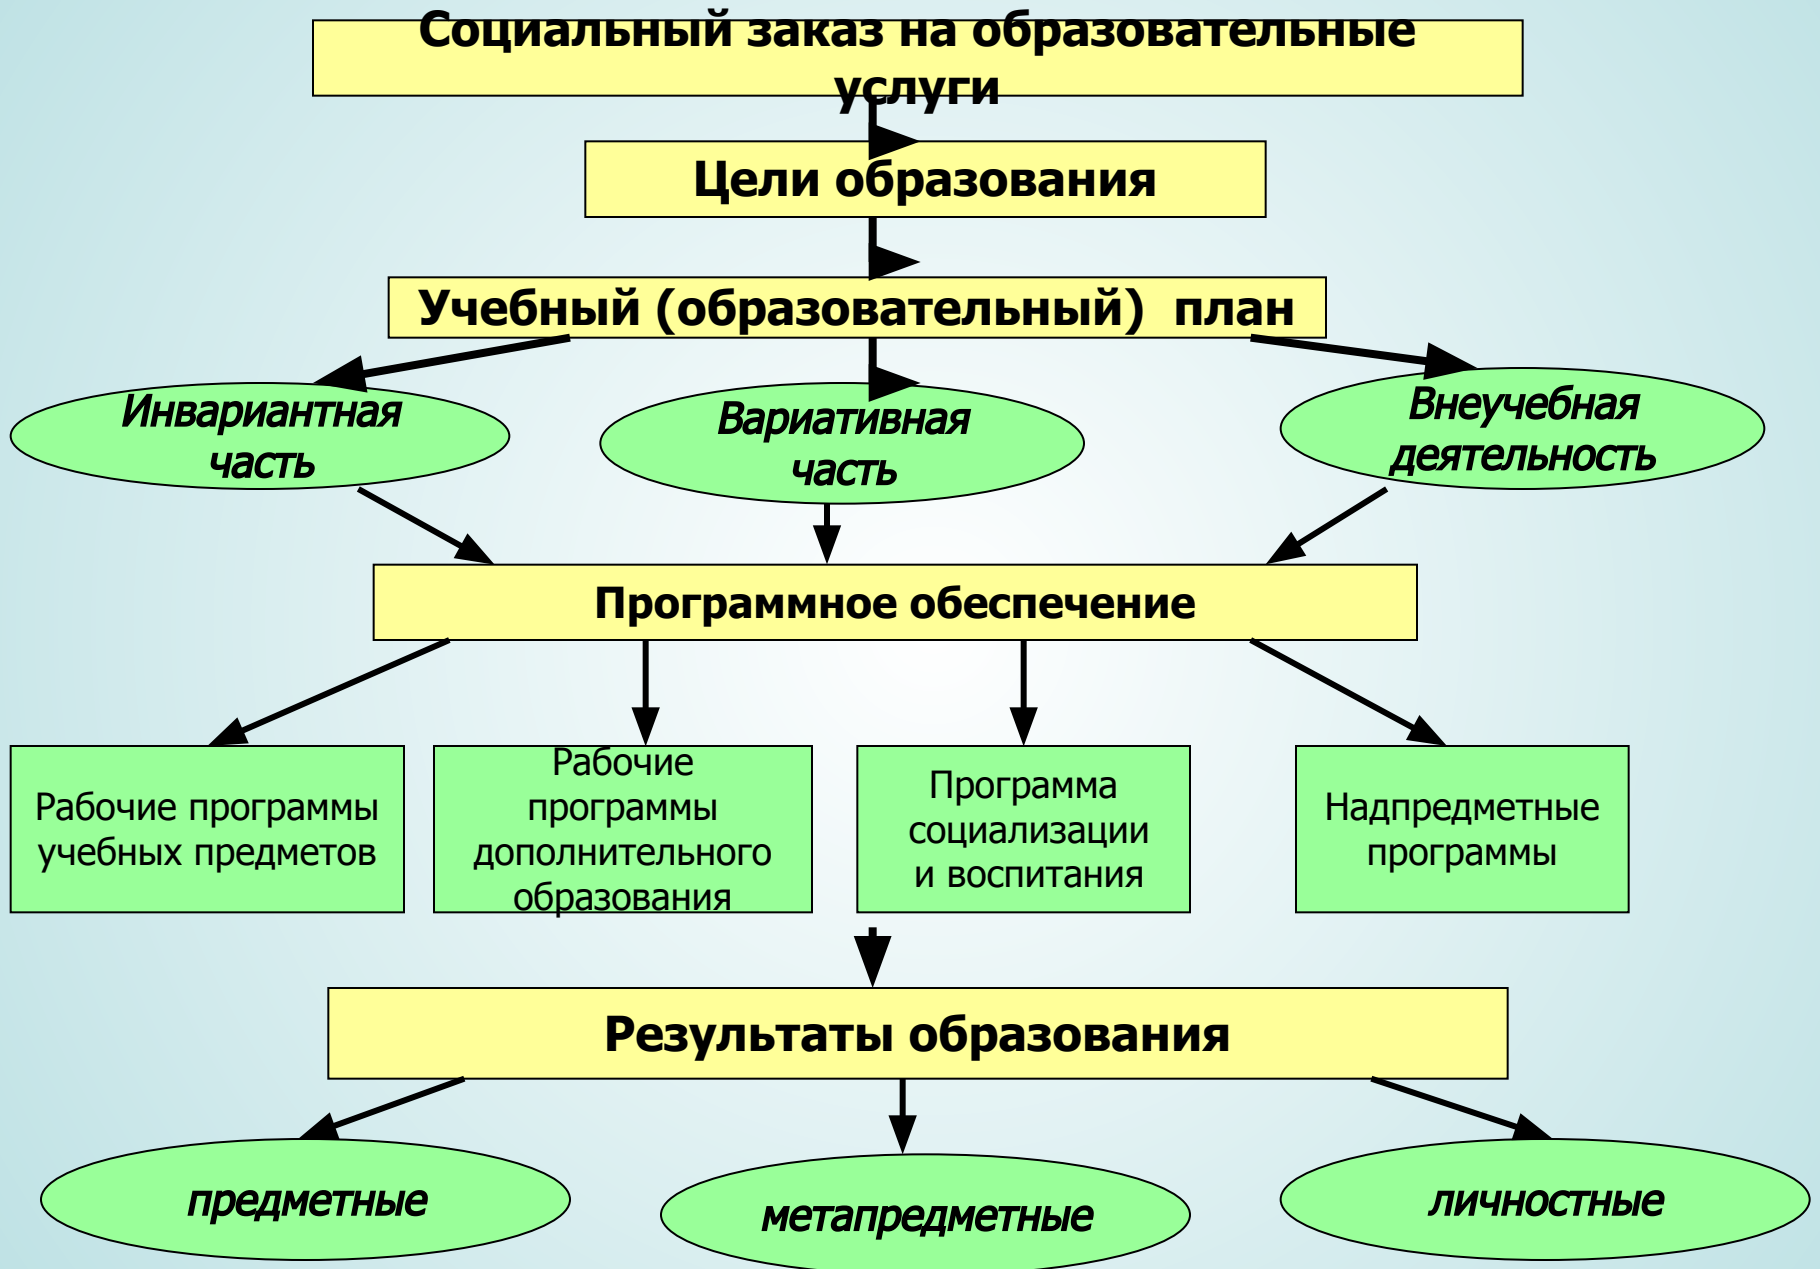 Социальный заказ на образовательные
услуги
Цели образования
Учебный (образовательный) план
Инвариантная
часть
Вариативная
часть
Внеучебная
деятельность
Программное обеспечение
Рабочие программы
учебных предметов
Рабочие
программы
дополнительного
образования
Программа
социализации
и воспитания
Надпредметные
программы
Результаты образования
предметные
метапредметные
личностные